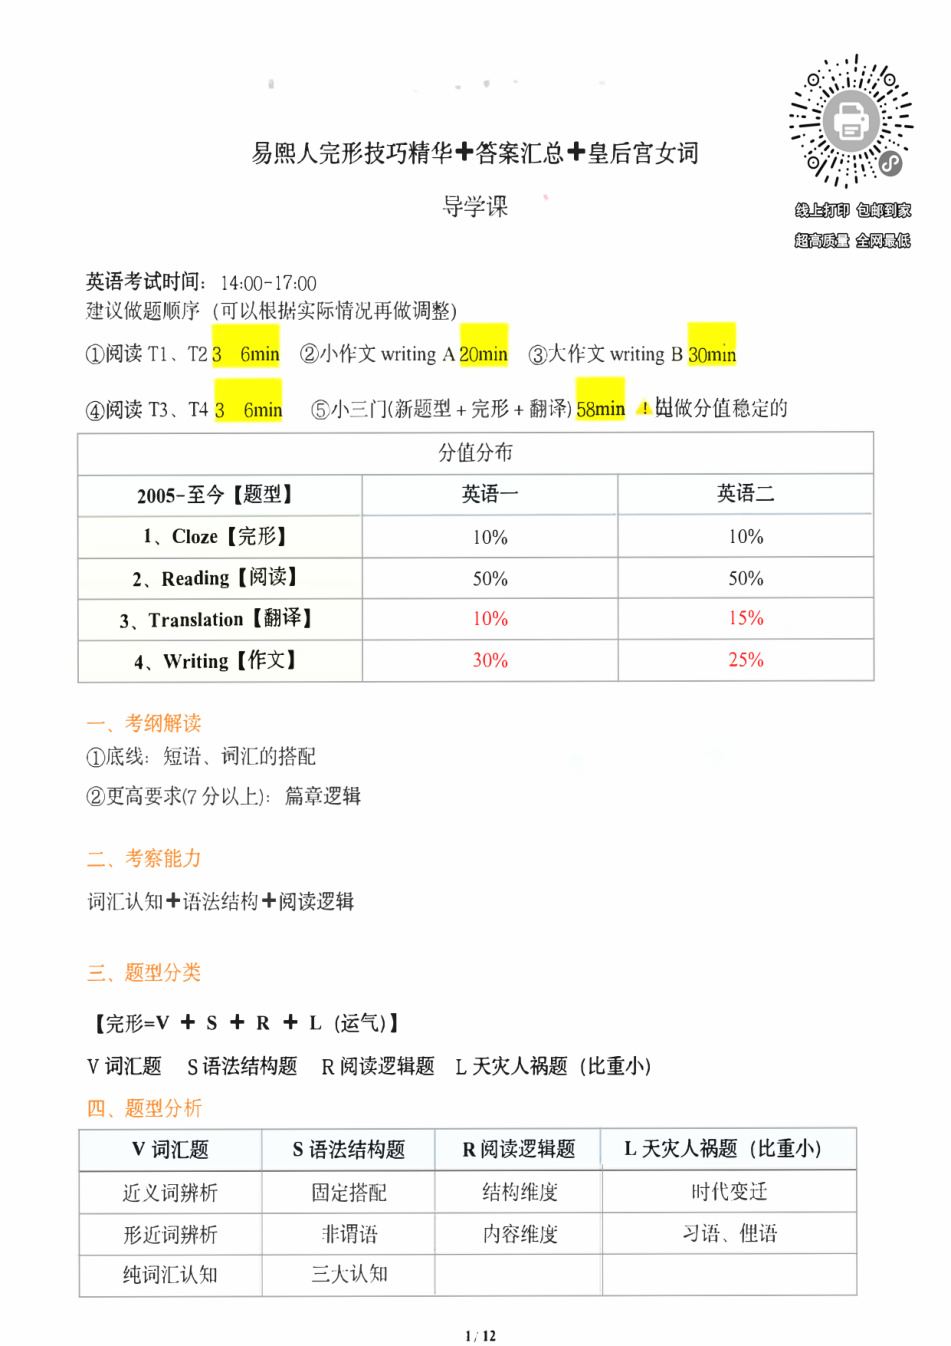 线上打印 包邮到家
超高质量 全网最低
易熙人完形技巧精华+答案汇总+皇后宫女词
导学课
英语考试时间：14:00-17:00
建议做题顺序（可以根据实际情况再做调整）
①阅读 T1、T2 3 6min ②小作文 writing A 20min ③大作文 writing B 30min
④阅读 T3、T4 3 6min ⑤小三门(新题型 + 完形 + 翻译) 58min ! 先做分值稳定的
分值分布
2005-至今【题型】 英语一 英语二
1、Cloze【完形】 10% 10%
2、Reading【阅读】 50% 50%
3、Translation【翻译】 10% 15%
4、Writing【作文】 30% 25%
一、考纲解读
①底线：短语、词汇的搭配
②更高要求(7 分以上)：篇章逻辑
二、考察能力
词汇认知+语法结构+阅读逻辑
三、题型分类
【完形=V + S + R + L（运气)】
V 词汇题 S 语法结构题 R 阅读逻辑题 L 天灾人祸题（比重小）
四、题型分析
V 词汇题 S 语法结构题 R 阅读逻辑题 L 天灾人祸题（比重小）
近义词辨析 固定搭配 结构维度 时代变迁
形近词辨析 非谓语 内容维度 习语、俚语
纯词汇认知 三大认知
1 / 12